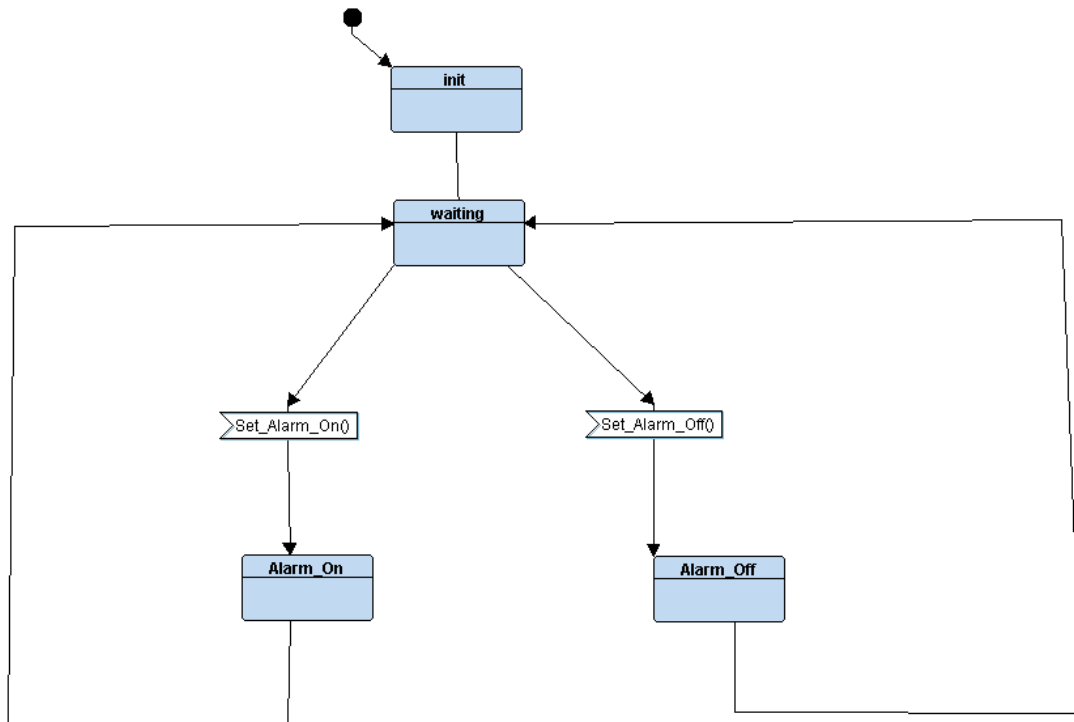 init
waiting
Set_Alarm_On()
Set_Alarm_Off()
Alarm_On
Alarm_Off